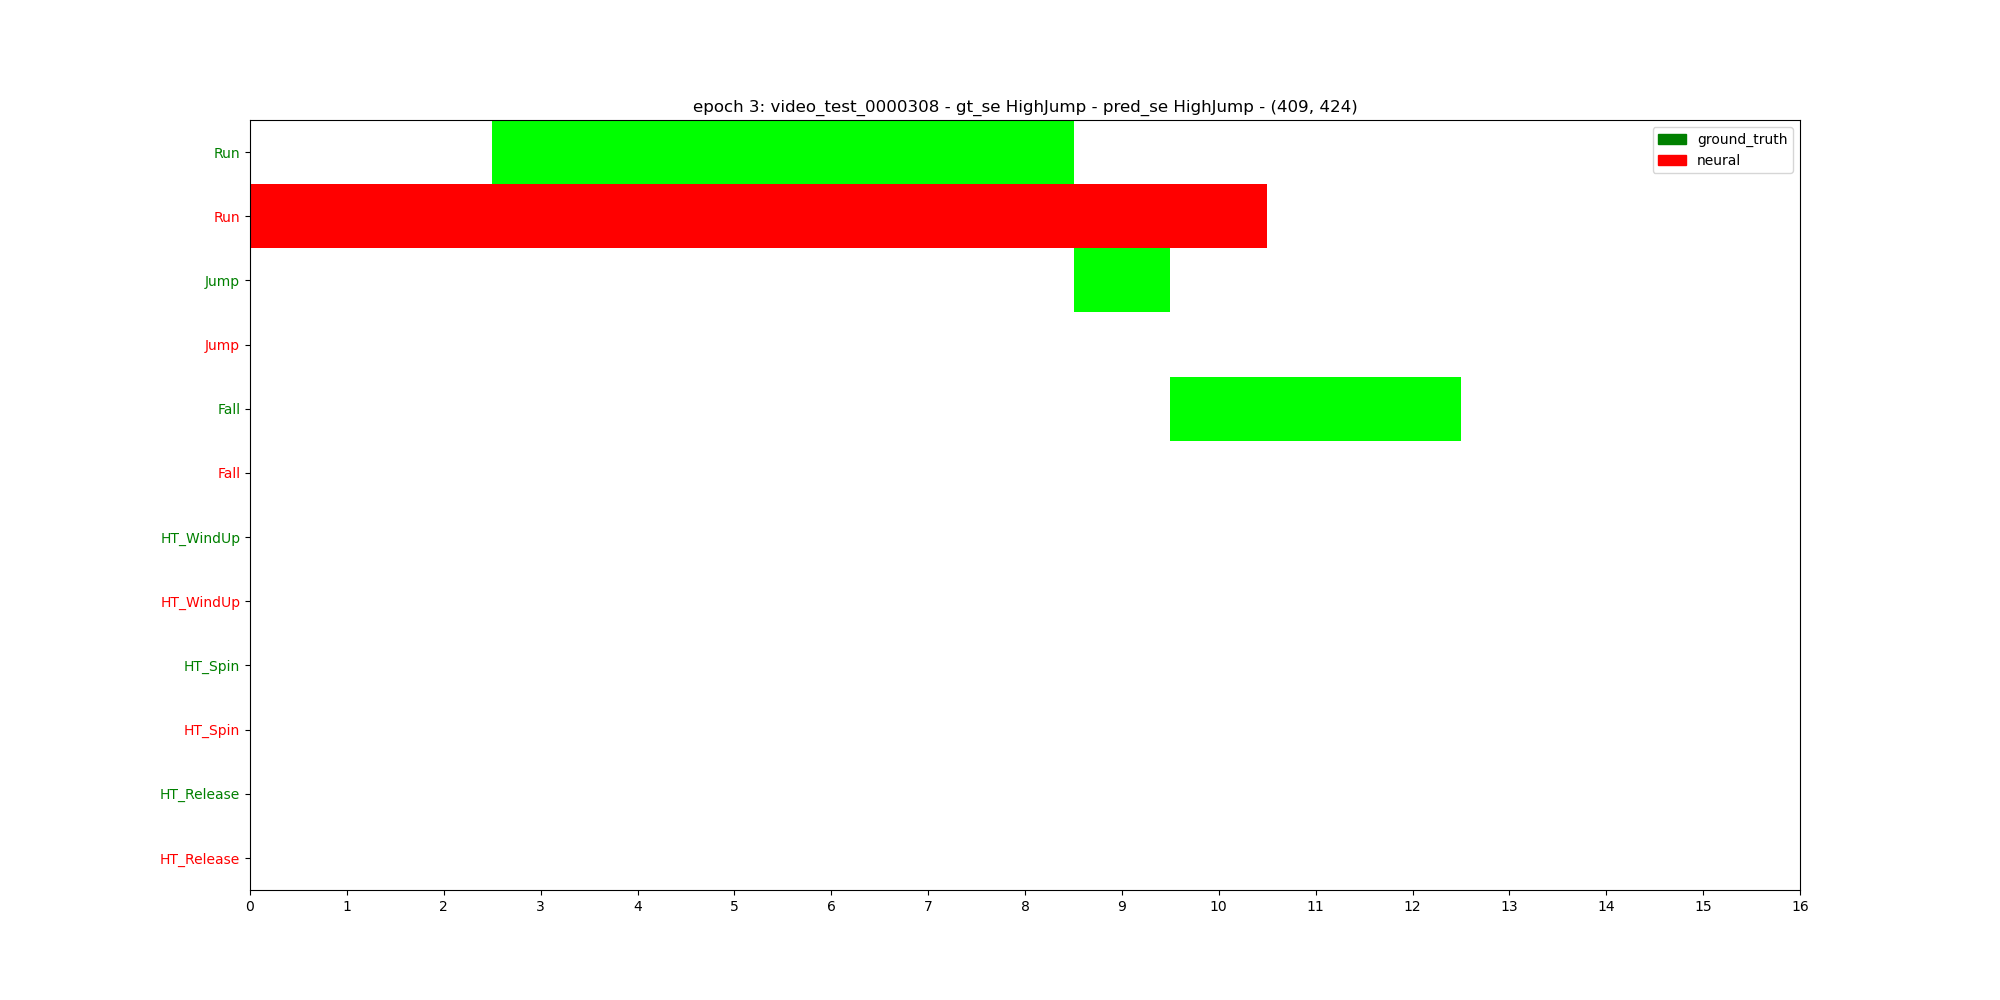 epoch 3: video_test_0000308 - gt_se HighJump - pred_se HighJump - (409, 424)
ground_truth
neural
Run
Run
Jump
Jump
Fall
Fall
HT_WindUp
HT_WindUp
HT_Spin
HT_Spin
HT_Release
HT_Release
0 1 2 3 4 5 6 7 8 9 10 11 12 13 14 15 16